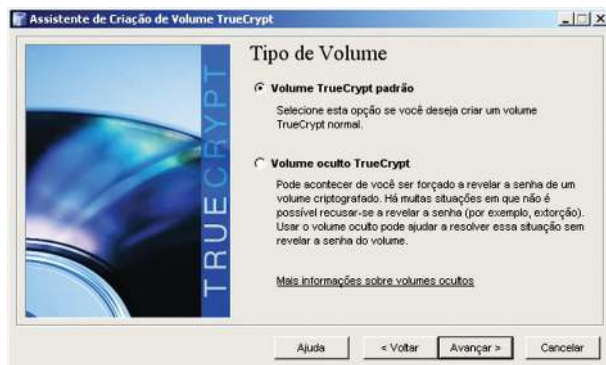 Assistente de Criação de Volume TrueCrypt
TRUECRYPT
Tipo de Volume
Volume TrueCrypt padrão
Selecione esta opção se você deseja criar um volume
TrueCrypt normal.
Volume oculto TrueCrypt
Pode acontecer de você ser forçado a revelar a senha de um
volume criptografado. Há muitas situações em que não é
possível recusar-se a revelar a senha (por exemplo, extorção).
Usar o volume oculto pode ajudar a resolver essa situação sem
revelar a senha do volume.
Mais informações sobre volumes ocultos
Ajuda
< Voltar
Avançar >
Cancelar